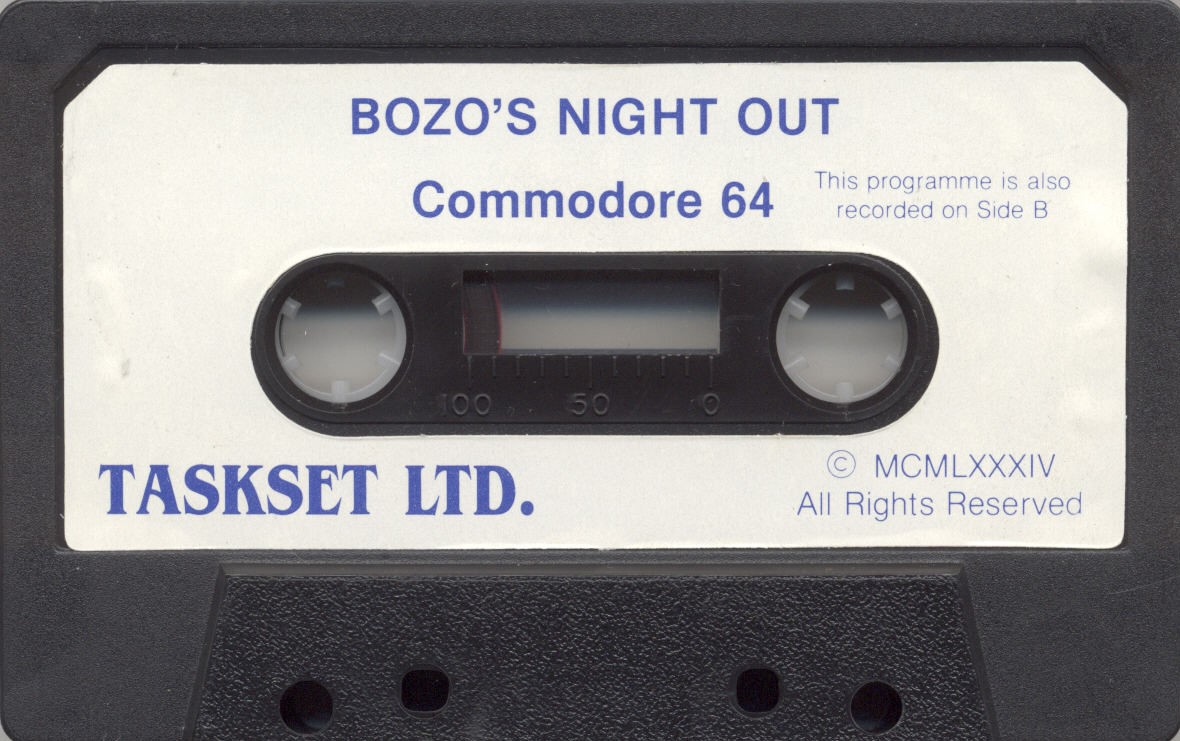 BOZO'S NIGHT OUT
Commodore 64
This programme is also
recorded on Side B
100 50 0
TASKSET LTD.
© MCMLXXXIV
All Rights Reserved